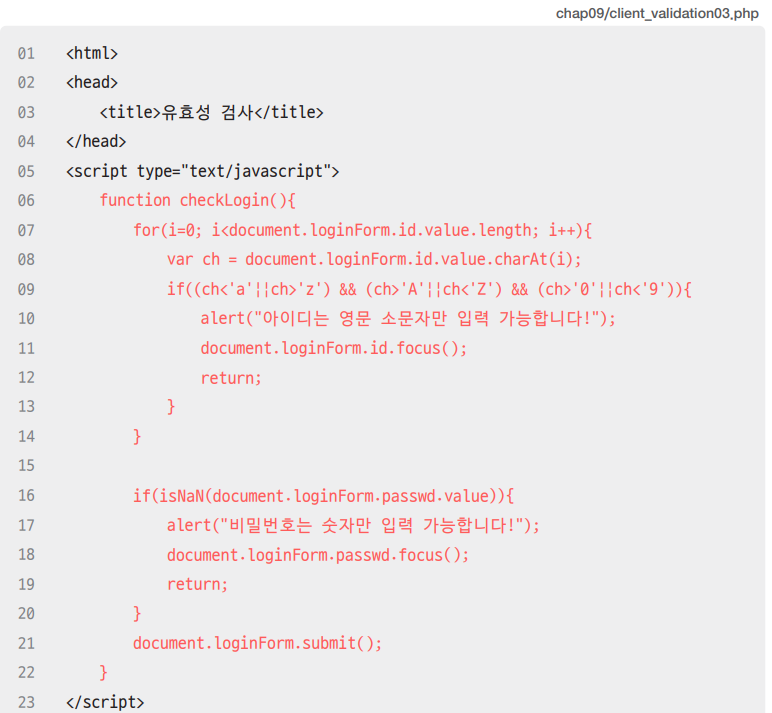 chap09/client_validation03.php
01 <html>
02 <head>
03 <title>유효성 검사</title>
04 </head>
05 <script type="text/javascript">
06 function checkLogin(){
07 for(i=0; i<document.loginForm.id.value.length; i++){
08 var ch = document.loginForm.id.value.charAt(i);
09 if((ch<'a'||ch>'z') && (ch>'A'||ch<'Z') && (ch>'0'||ch<'9')){
10 alert("아이디는 영문 소문자만 입력 가능합니다!");
11 document.loginForm.id.focus();
12 return;
13 }
14 }
15
16 if(isNaN(document.loginForm.passwd.value)){
17 alert("비밀번호는 숫자만 입력 가능합니다!");
18 document.loginForm.passwd.focus();
19 return;
20 }
21 document.loginForm.submit();
22 }
23 </script>